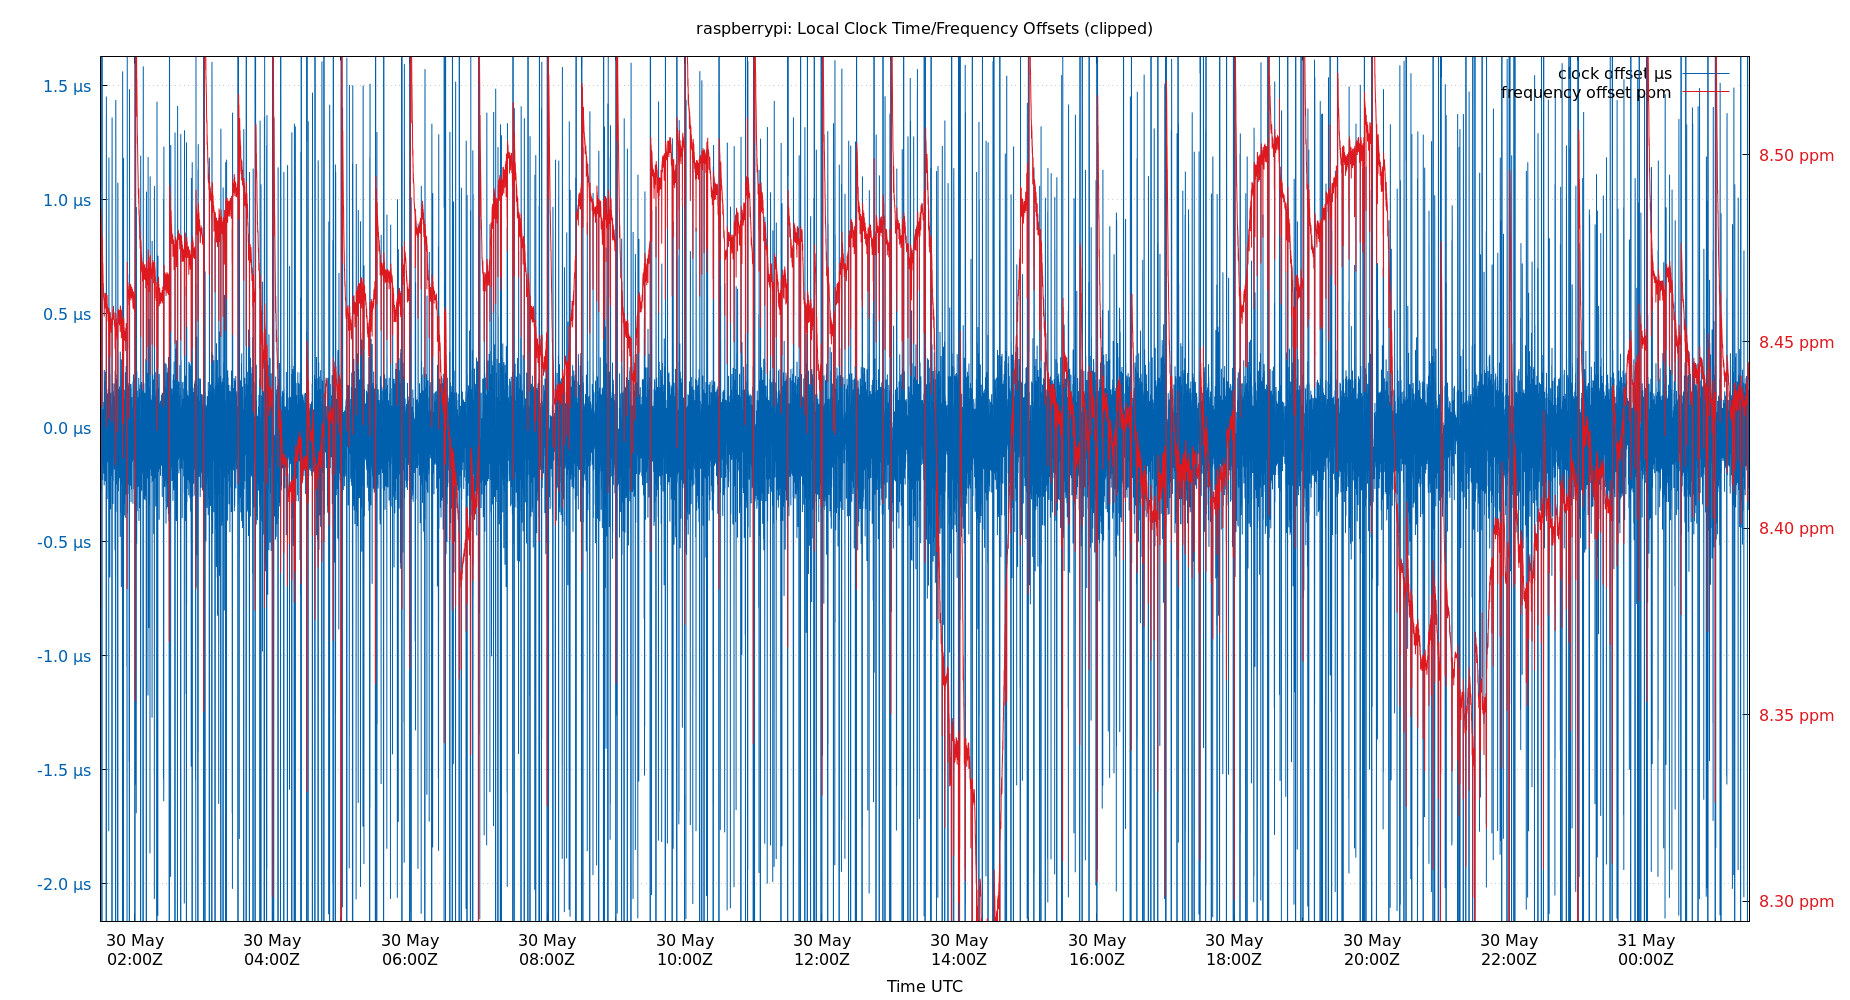 raspberrypi: Local Clock Time/Frequency Offsets (clipped)
clock offset µs
frequency offset ppm
1.5 µs
1.0 µs
0.5 µs
0.0 µs
-0.5 µs
-1.0 µs
-1.5 µs
-2.0 µs
8.50 ppm
8.45 ppm
8.40 ppm
8.35 ppm
8.30 ppm
30 May 30 May 30 May 30 May 30 May 30 May 30 May 30 May 30 May 30 May 30 May 31 May
02:00Z 04:00Z 06:00Z 08:00Z 10:00Z 12:00Z 14:00Z 16:00Z 18:00Z 20:00Z 22:00Z 00:00Z
Time UTC